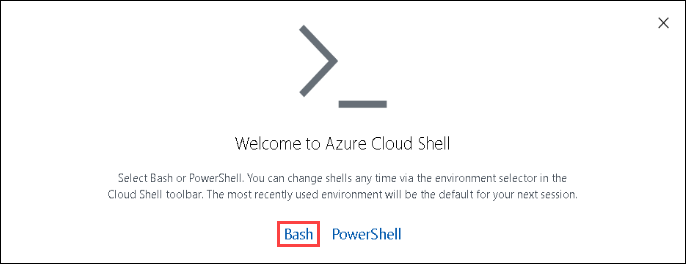 Welcome to Azure Cloud Shell
Select Bash or PowerShell. You can change shells any time via the environment selector in the
Cloud Shell toolbar. The most recently used environment will be the default for your next session.
Bash PowerShell